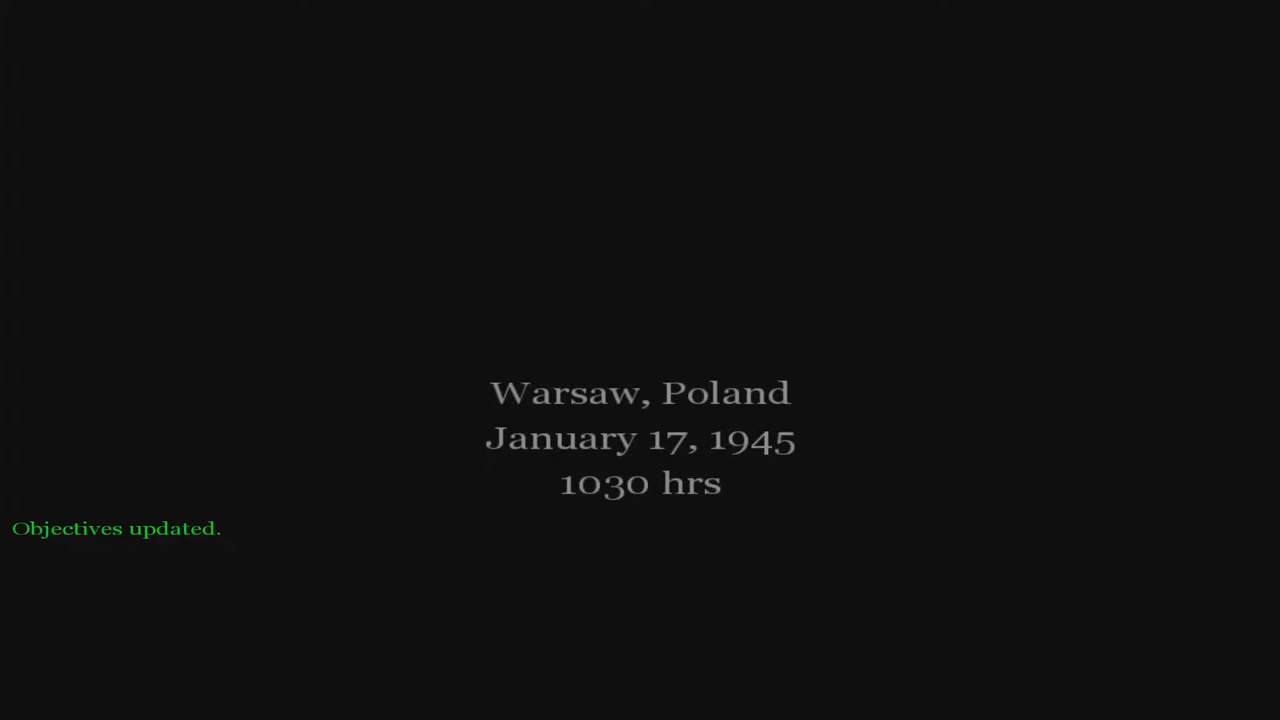 Warsaw, Poland
January 17, 1945
1030 hrs
Objectives updated.